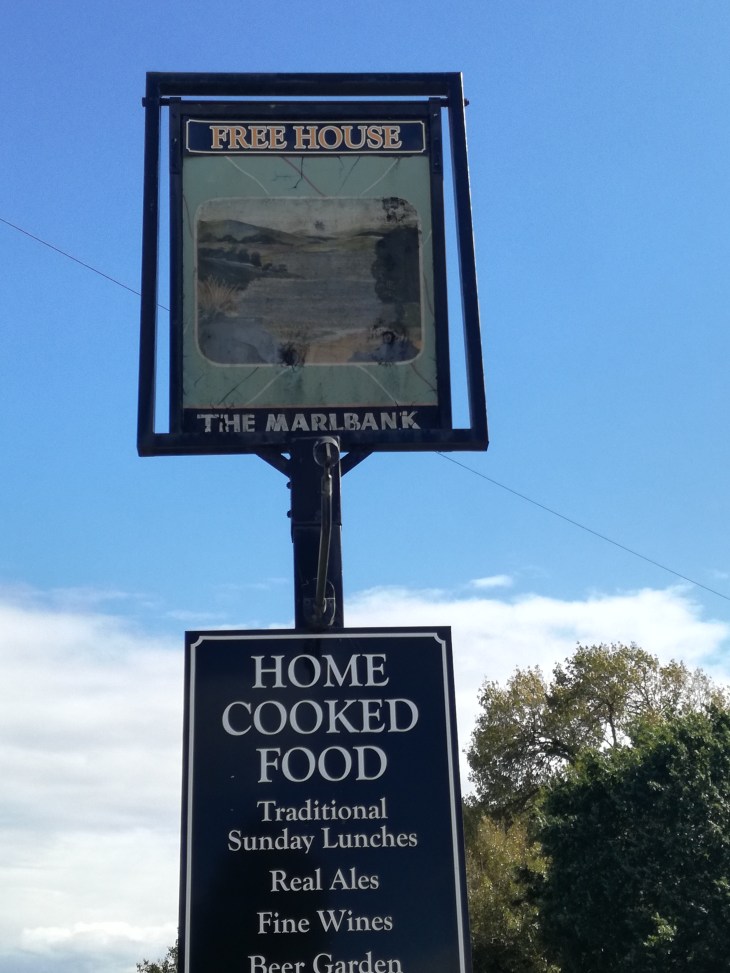 FREE HOUSE
THE MARLBANK
HOME
COOKED
FOOD
Traditional
Sunday Lunches
Real Ales
Fine Wines
Beer Garden